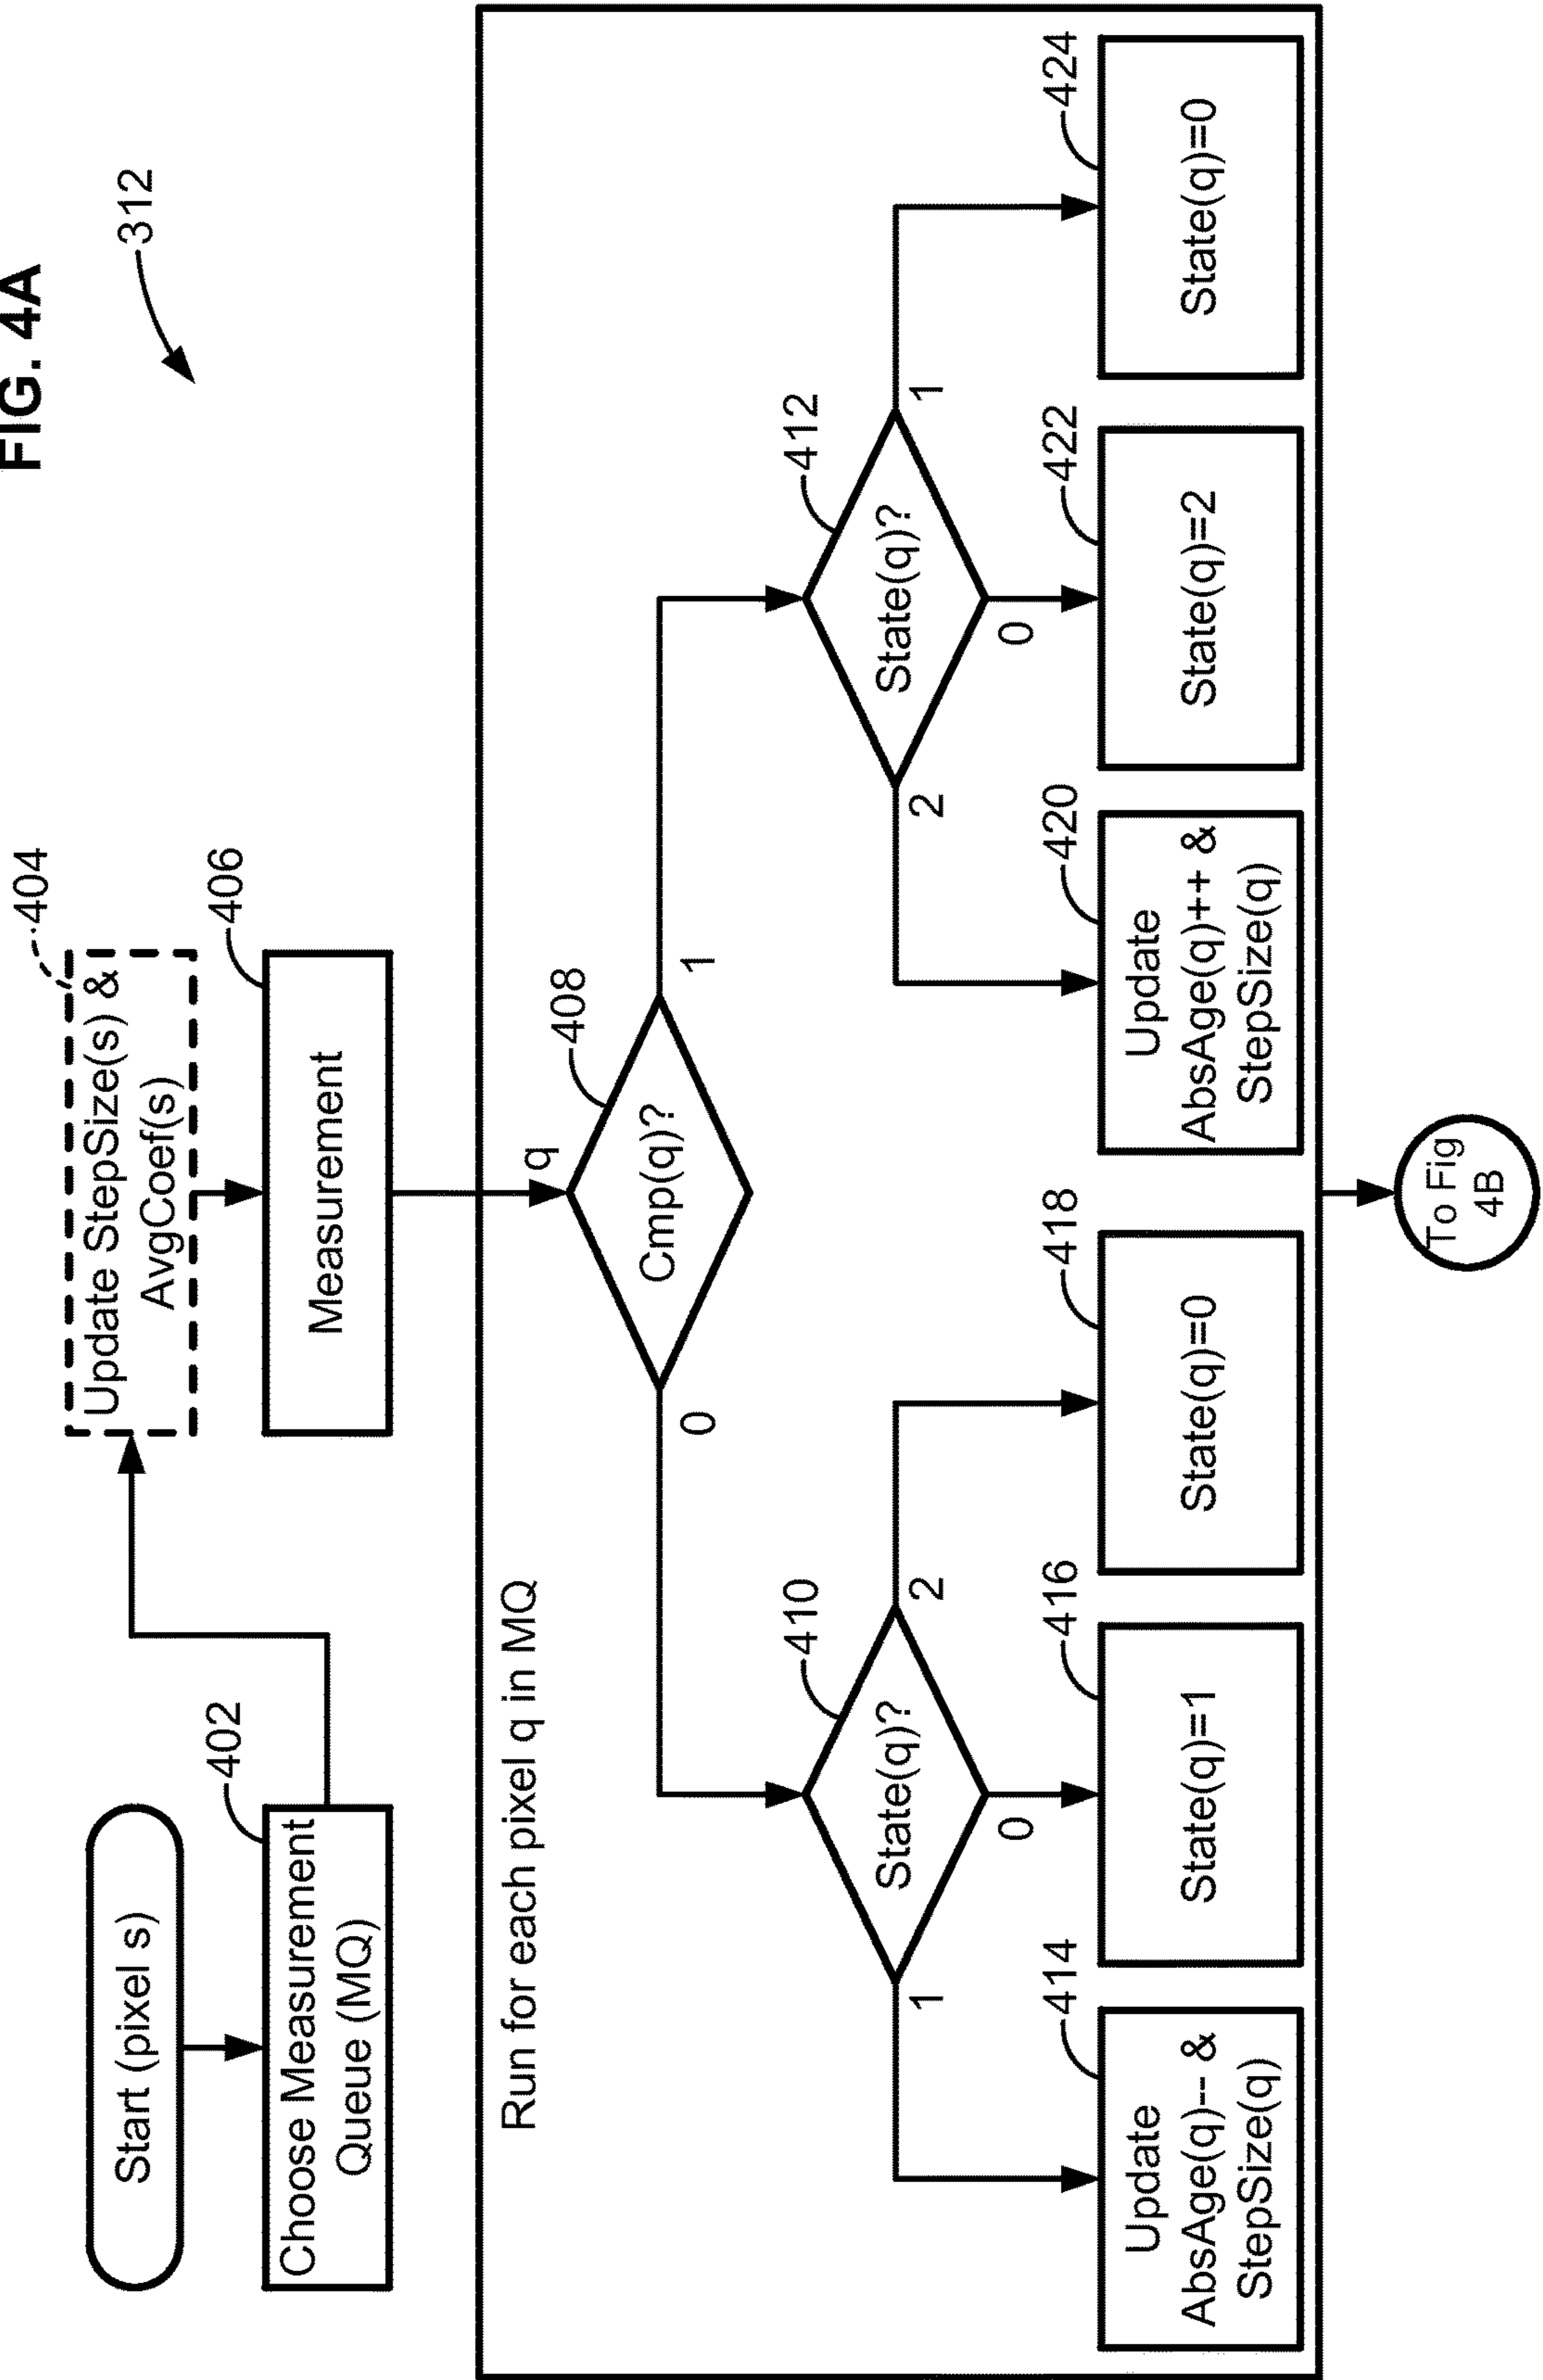 FIG. 4A
312
Start (pixel s)
402
Choose Measurement
Queue (MQ)
404
Update StepSize(s) &
AvgCoef(s)
406
Measurement
Run for each pixel q in MQ
q
408
Cmp(q)?
0
1
410
State(q)?
1
0
2
412
State(q)?
2
0
1
414
Update
AbsAge(q)-- &
StepSize(q)
416
State(q)=1
418
State(q)=0
420
Update
AbsAge(q)++ &
StepSize(q)
422
State(q)=2
424
State(q)=0
To Fig
4B